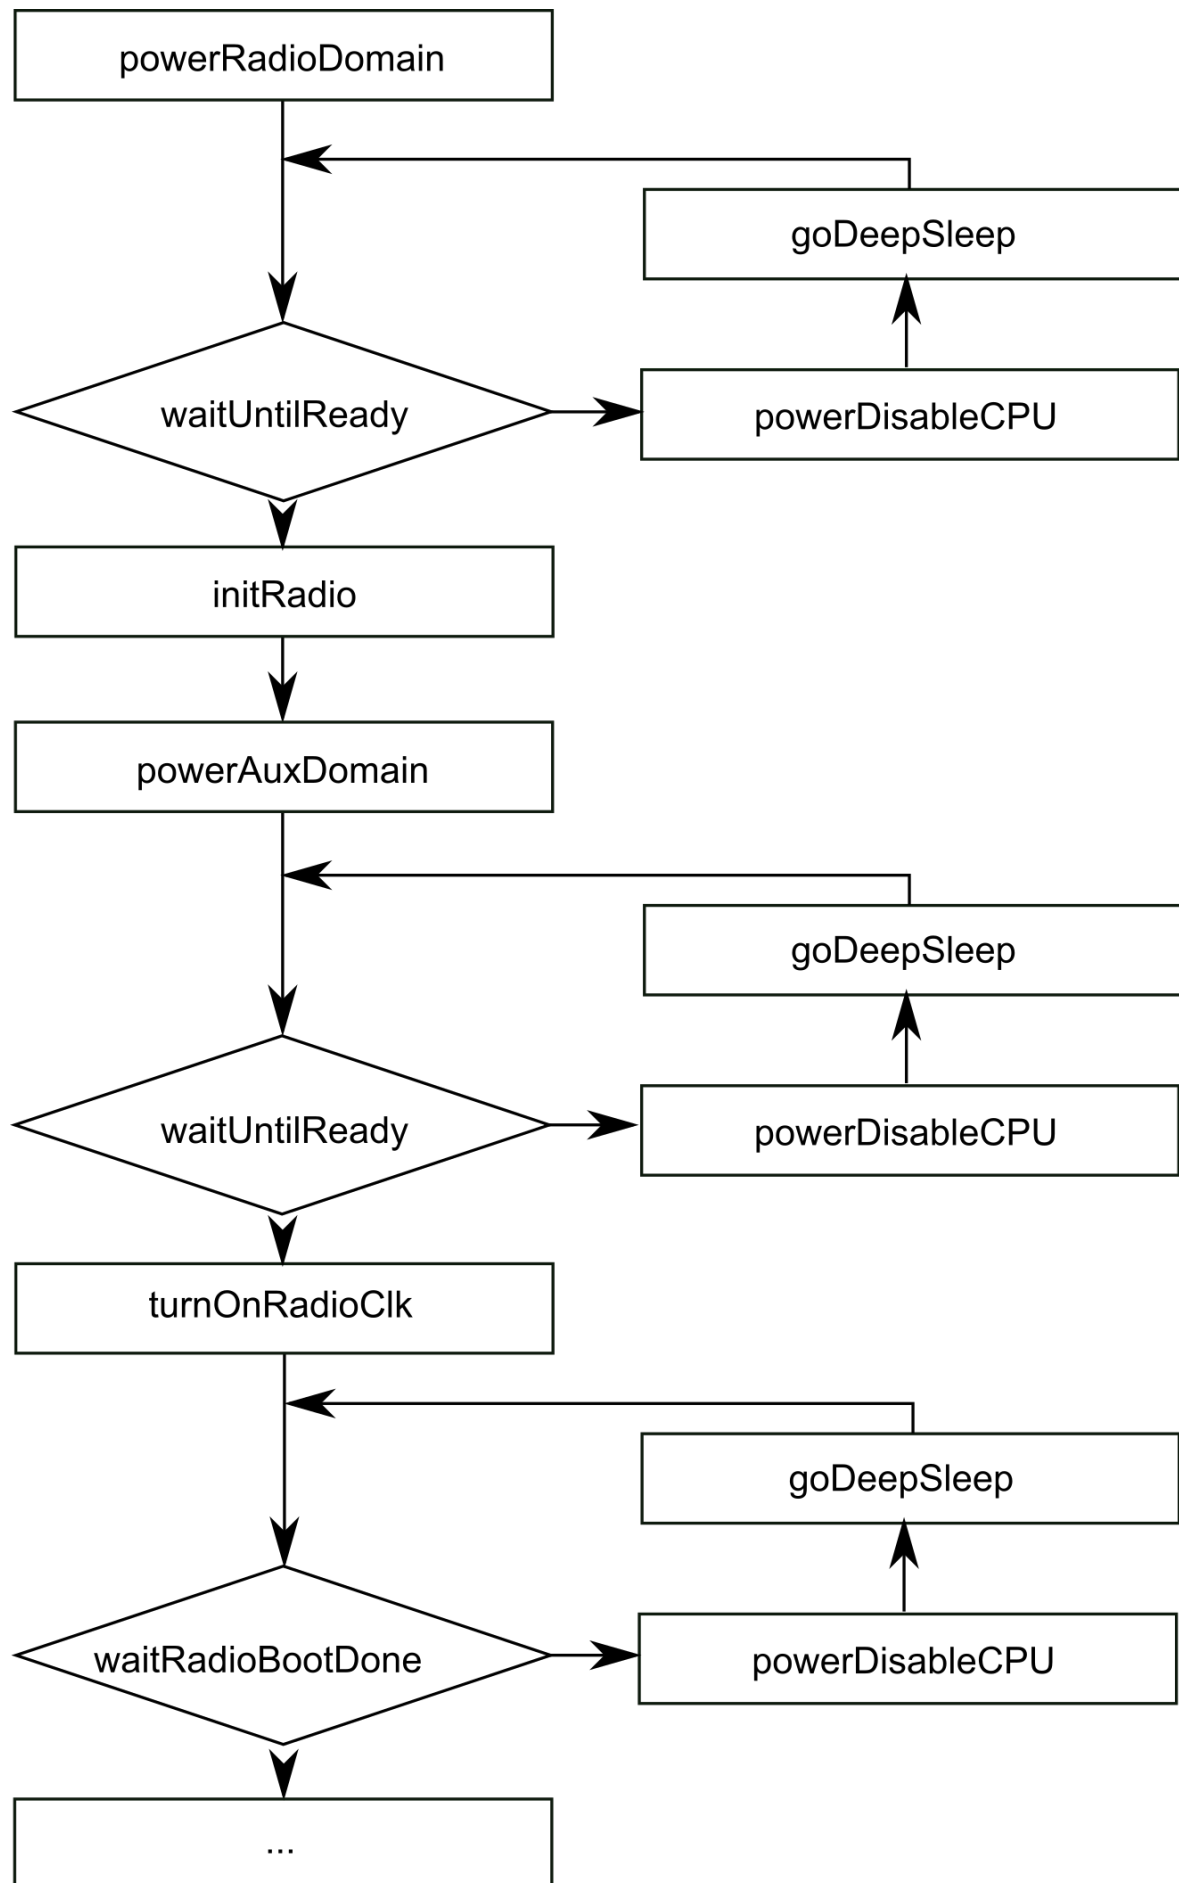 powerRadioDomain
goDeepSleep
waitUntilReady
powerDisableCPU
initRadio
powerAuxDomain
goDeepSleep
waitUntilReady
powerDisableCPU
turnOnRadioClk
goDeepSleep
waitRadioBootDone
powerDisableCPU
...